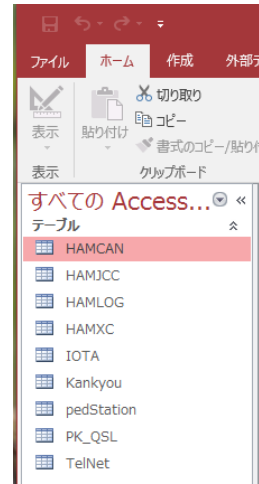 ファイル ホーム 作成 外部
表示 貼り付け 切り取り
コピー
書式のコピー/貼り
表示 クリップボード
すべての Access... «
テーブル
HAMCAN
HAMJCC
HAMLOG
HAMXC
IOTA
Kankyou
pedStation
PK_QSL
TelNet